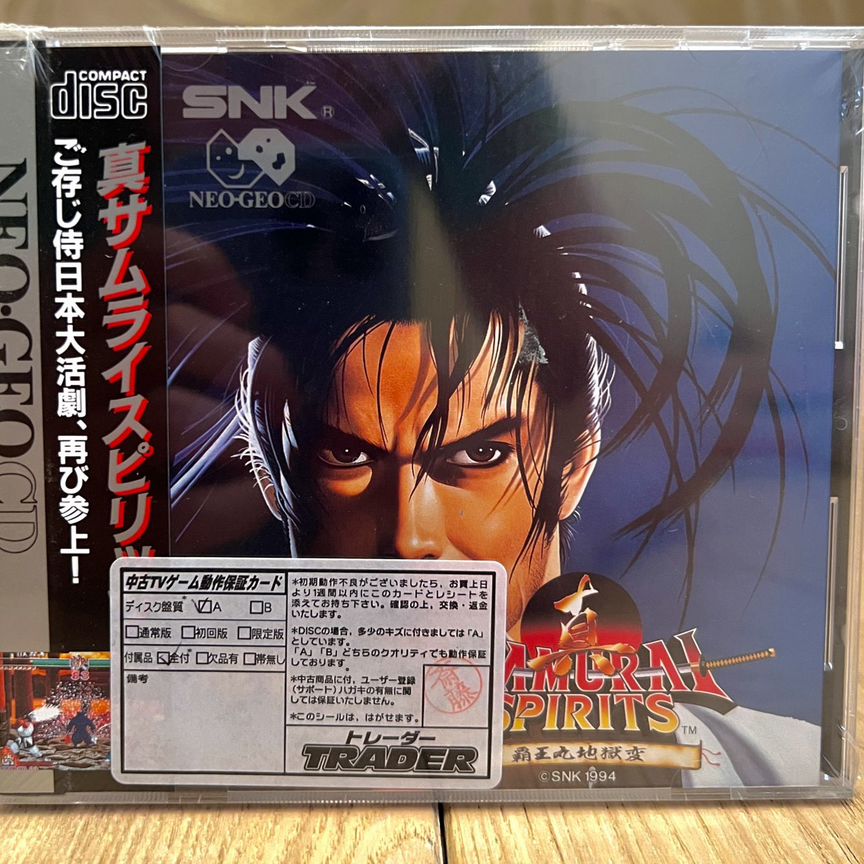 COMPACT
disc
真サムライスピリッ
ご存じ侍日本大活劇、再び参上!
NEO·GEO CD
SNK®
NEO·GEO CD
中古TVゲーム動作保証カード
ディスク盤質 ☑A □B
□通常版 □初回版 □限定版
付属品 ☑全付 □欠品有 □帯無し
備考
*初期動作不良がございましたら、お買上日
より1週間以内にこのカードとレシートを
添えてお持ち下さい。確認の上、交換・返金
いたします。
*DISCの場合、多少のキズに付きましては「A」
としています。
「A」「B」どちらのクオリティでも動作保証
しております。
*中古商品に付、ユーザー登録
(サポート)ハガキの有無に関
しては保証いたしません。
*このシールは、はがせます。
斎藤
トレーダー
TRADER
真
SAMURAI
SPIRITS™
覇王丸地獄変
©SNK 1994